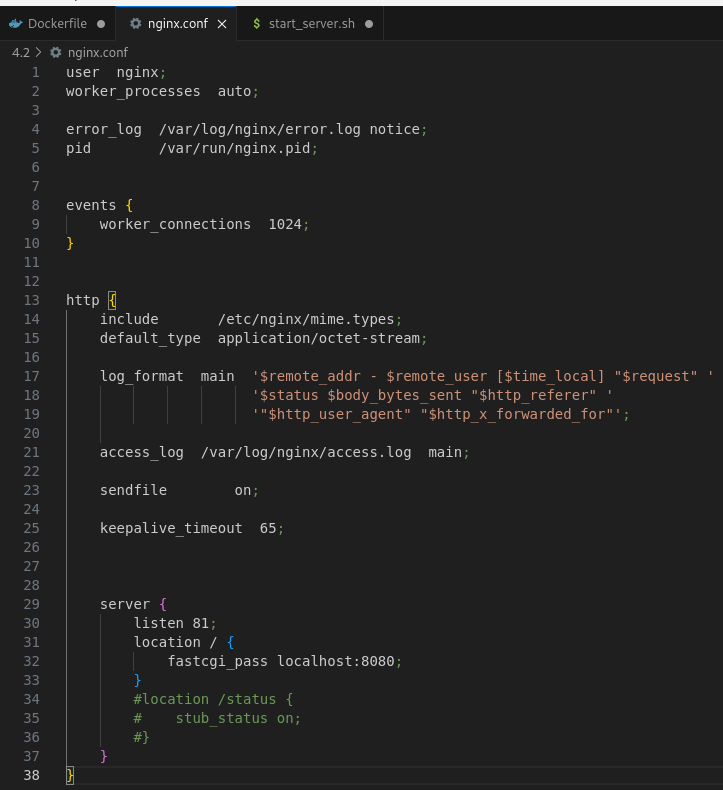 Dockerfile nginx.conf start_server.sh
4.2 nginx.conf
1 user  nginx;
2 worker_processes  auto;
3
4 error_log  /var/log/nginx/error.log notice;
5 pid        /var/run/nginx.pid;
6
7
8 events {
9     worker_connections  1024;
10 }
11
12
13 http {
14     include       /etc/nginx/mime.types;
15     default_type  application/octet-stream;
16
17     log_format  main  '$remote_addr - $remote_user [$time_local] "$request" '
18                       '$status $body_bytes_sent "$http_referer" '
19                       '"$http_user_agent" "$http_x_forwarded_for"';
20
21     access_log  /var/log/nginx/access.log  main;
22
23     sendfile        on;
24
25     keepalive_timeout  65;
26
27
28
29     server {
30         listen 81;
31         location / {
32             fastcgi_pass localhost:8080;
33         }
34         #location /status {
35         #    stub_status on;
36         #}
37     }
38 }